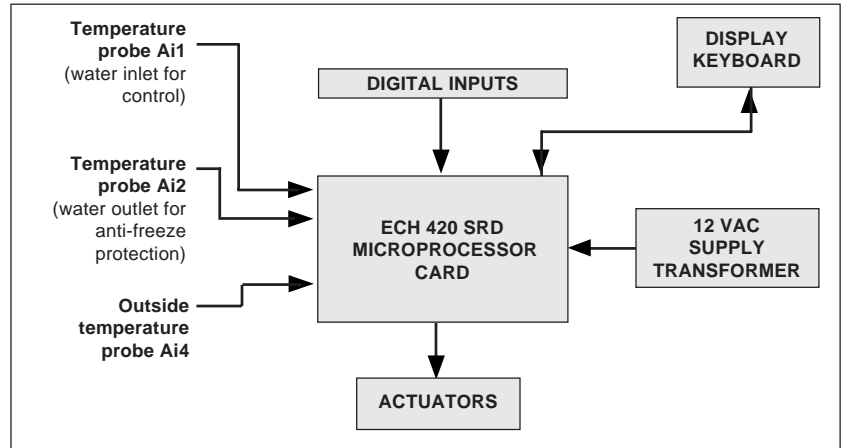 Temperature
probe Ai1
(water inlet for
control)
Temperature
probe Ai2
(water outlet for
anti-freeze
protection)
Outside
temperature
probe Ai4
DIGITAL INPUTS
ECH 420 SRD
MICROPROCESSOR
CARD
ACTUATORS
DISPLAY
KEYBOARD
12 VAC
SUPPLY
TRANSFORMER